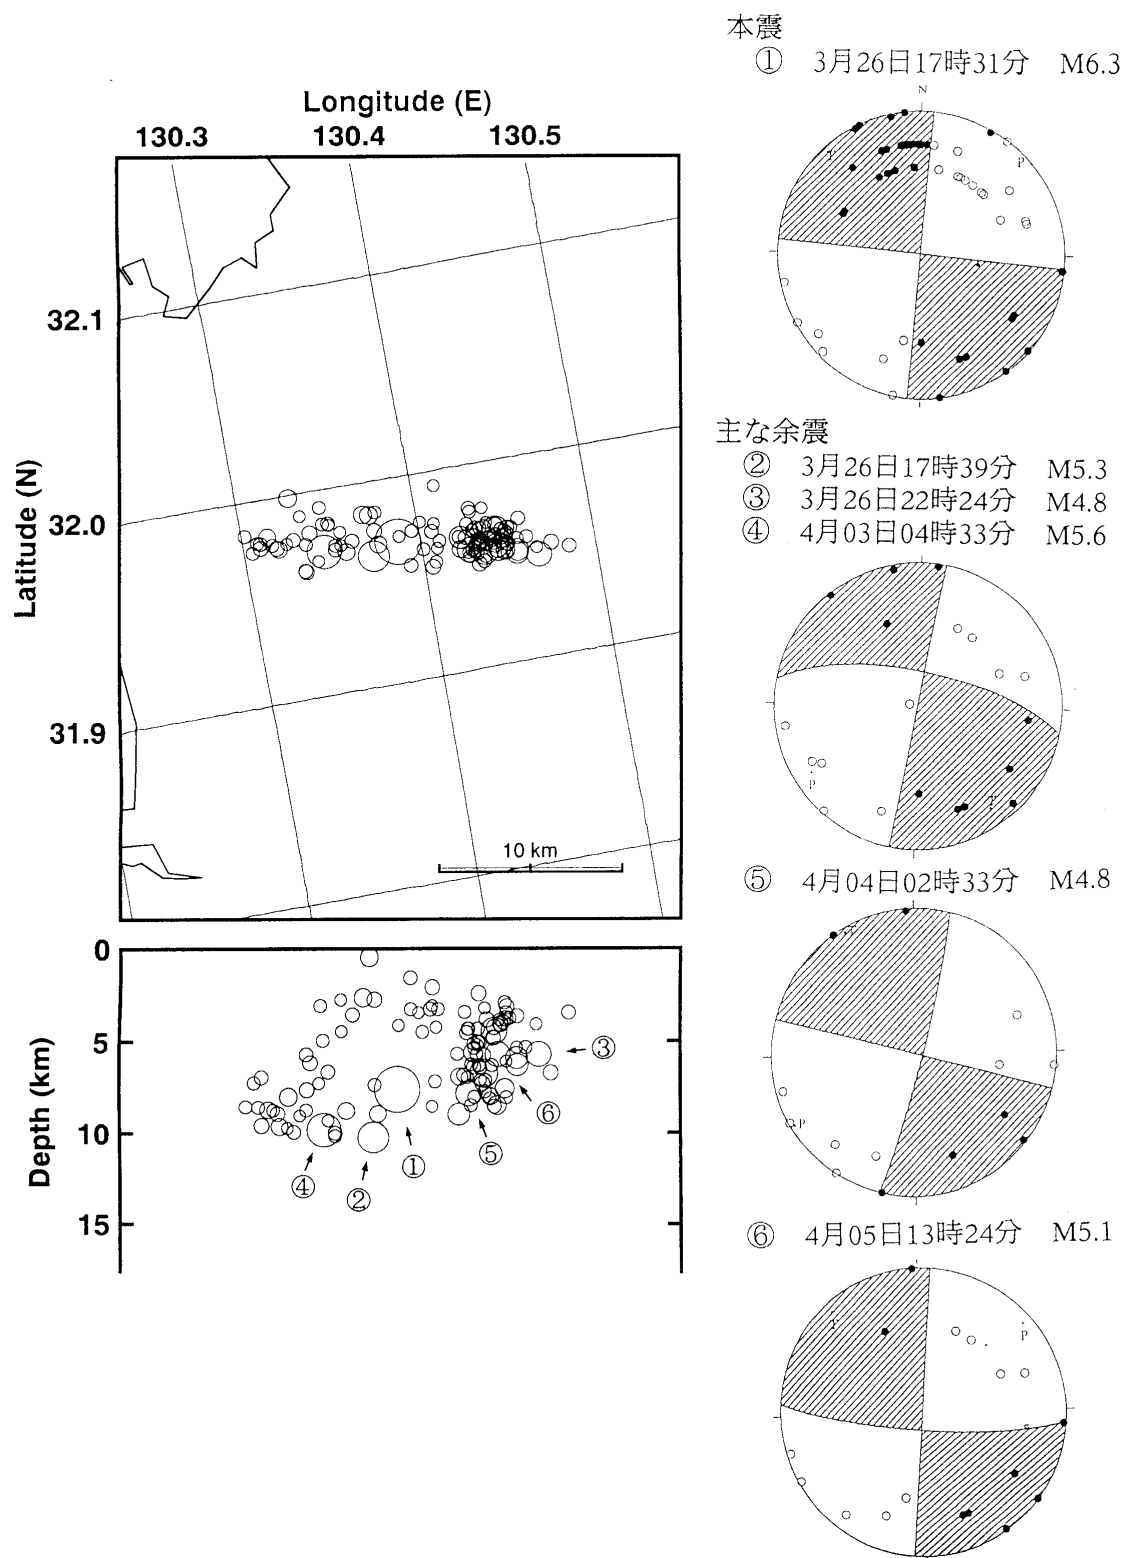 本震
① 3月26日17時31分 M6.3
N
T
P
主な余震
② 3月26日17時39分 M5.3
③ 3月26日22時24分 M4.8
④ 4月03日04時33分 M5.6
P
T
⑤ 4月04日02時33分 M4.8
T
P
⑥ 4月05日13時24分 M5.1
T
P
Longitude (E)
130.3 130.4 130.5
Latitude (N)
32.1
32.0
31.9
10 km
Depth (km)
0
5
10
15
③
⑥
⑤
①
④
②